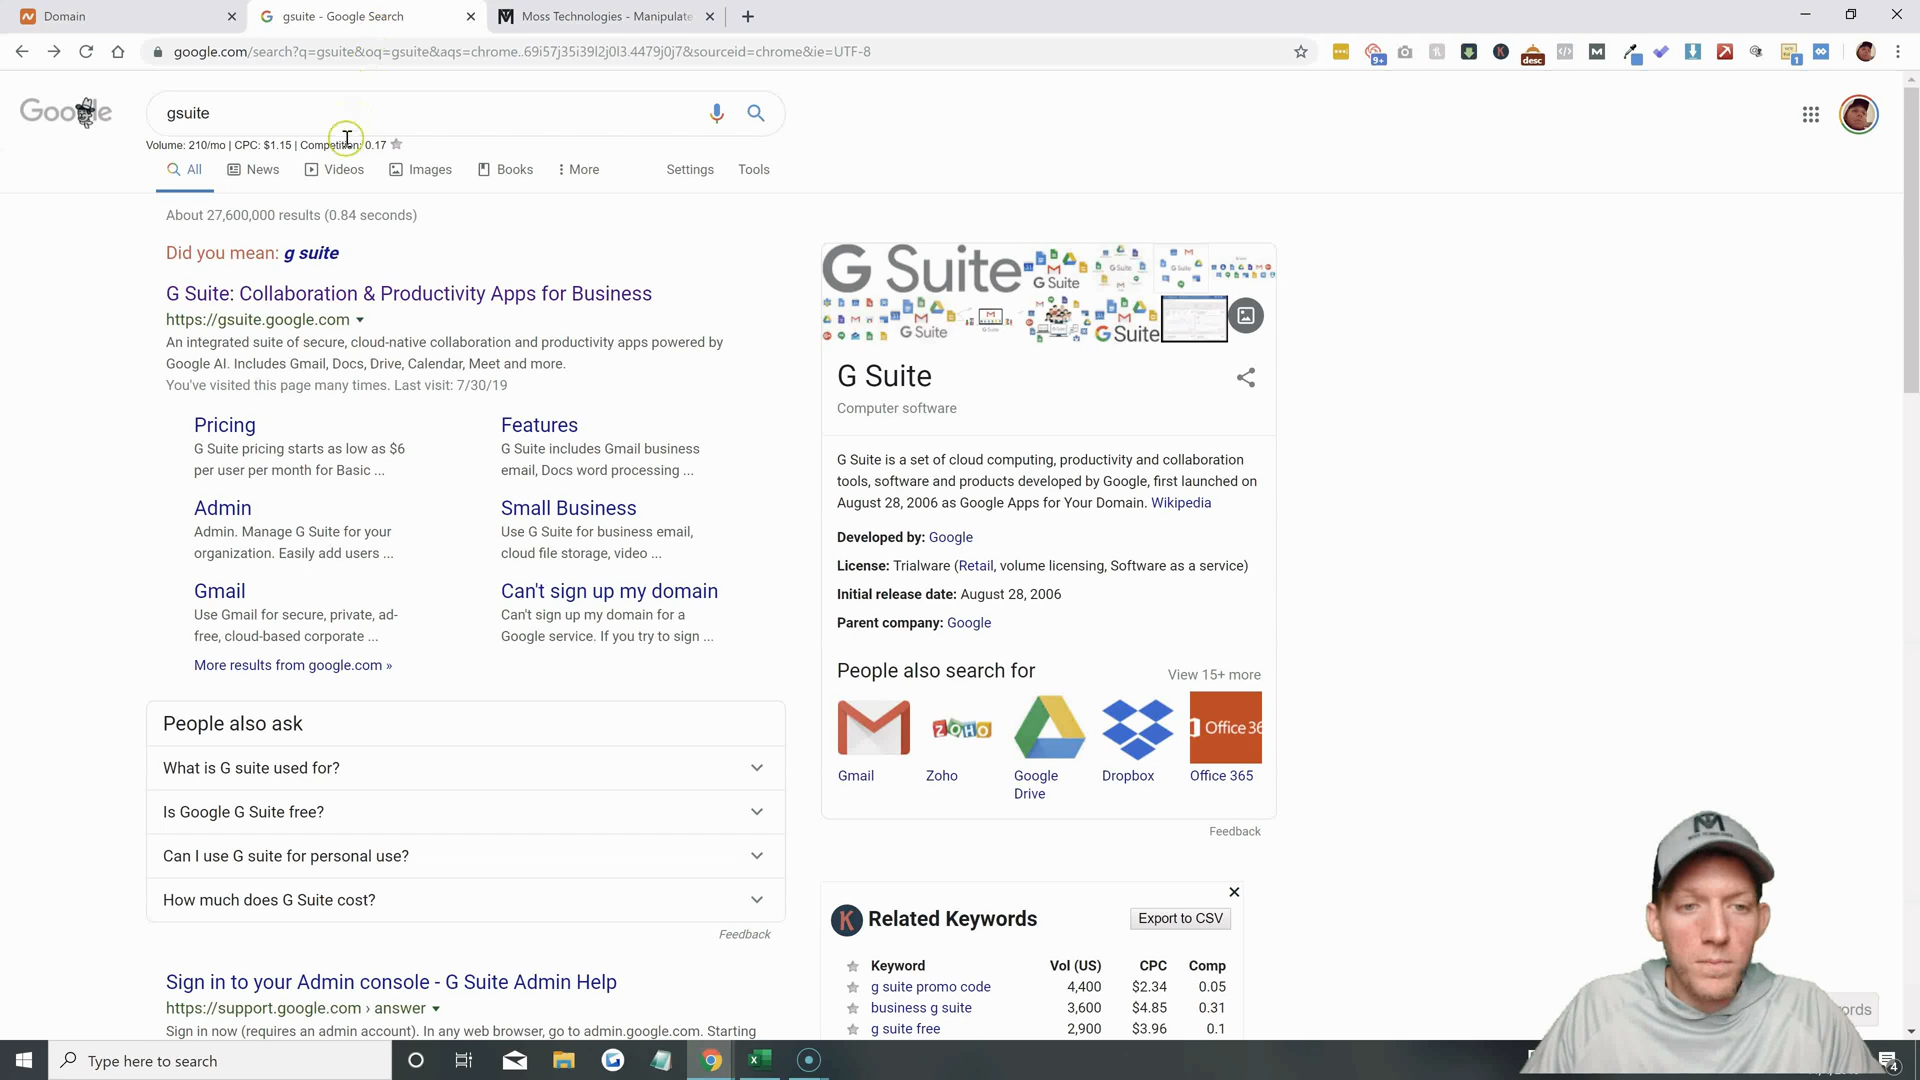 Domain
gsuite - Google Search
Moss Technologies - Manipulate
google.com/search?q=gsuite&oq=gsuite&aqs=chrome..69i57j35i39l2j0l3.4479j0j7&sourceid=chrome&ie=UTF-8
9+
desc
1
Google
gsuite
Volume: 210/mo | CPC: $1.15 | Competition: 0.17
All
News
Videos
Images
Books
More
Settings
Tools
About 27,600,000 results (0.84 seconds)
Did you mean: g suite
G Suite: Collaboration & Productivity Apps for Business
https://gsuite.google.com
An integrated suite of secure, cloud-native collaboration and productivity apps powered by
Google AI. Includes Gmail, Docs, Drive, Calendar, Meet and more.
You've visited this page many times. Last visit: 7/30/19
Pricing
G Suite pricing starts as low as $6
per user per month for Basic ...
Features
G Suite includes Gmail business
email, Docs word processing ...
Admin
Admin. Manage G Suite for your
organization. Easily add users ...
Small Business
Use G Suite for business email,
cloud file storage, video ...
Gmail
Use Gmail for secure, private, ad-
free, cloud-based corporate ...
Can't sign up my domain
Can't sign up my domain for a
Google service. If you try to sign ...
More results from google.com »
People also ask
What is G suite used for?
Is Google G Suite free?
Can I use G suite for personal use?
How much does G Suite cost?
Feedback
Sign in to your Admin console - G Suite Admin Help
https://support.google.com › answer
Sign in now (requires an admin account). In any web browser, go to admin.google.com. Starting
G Suite
G Suite
G Suite
G Suite
G Suite
G Suite
G Suite
Computer software
G Suite is a set of cloud computing, productivity and collaboration
tools, software and products developed by Google, first launched on
August 28, 2006 as Google Apps for Your Domain. Wikipedia
Developed by: Google
License: Trialware (Retail, volume licensing, Software as a service)
Initial release date: August 28, 2006
Parent company: Google
People also search for
View 15+ more
ZOHO
Office 36
Gmail
Zoho
Google
Drive
Dropbox
Office 365
Feedback
K
Related Keywords
Export to CSV
Keyword Vol (US) CPC Comp
g suite promo code 4,400 $2.34 0.05
business g suite 3,600 $4.85 0.31
g suite free 2,900 $3.96 0.1
ords
Type here to search
4